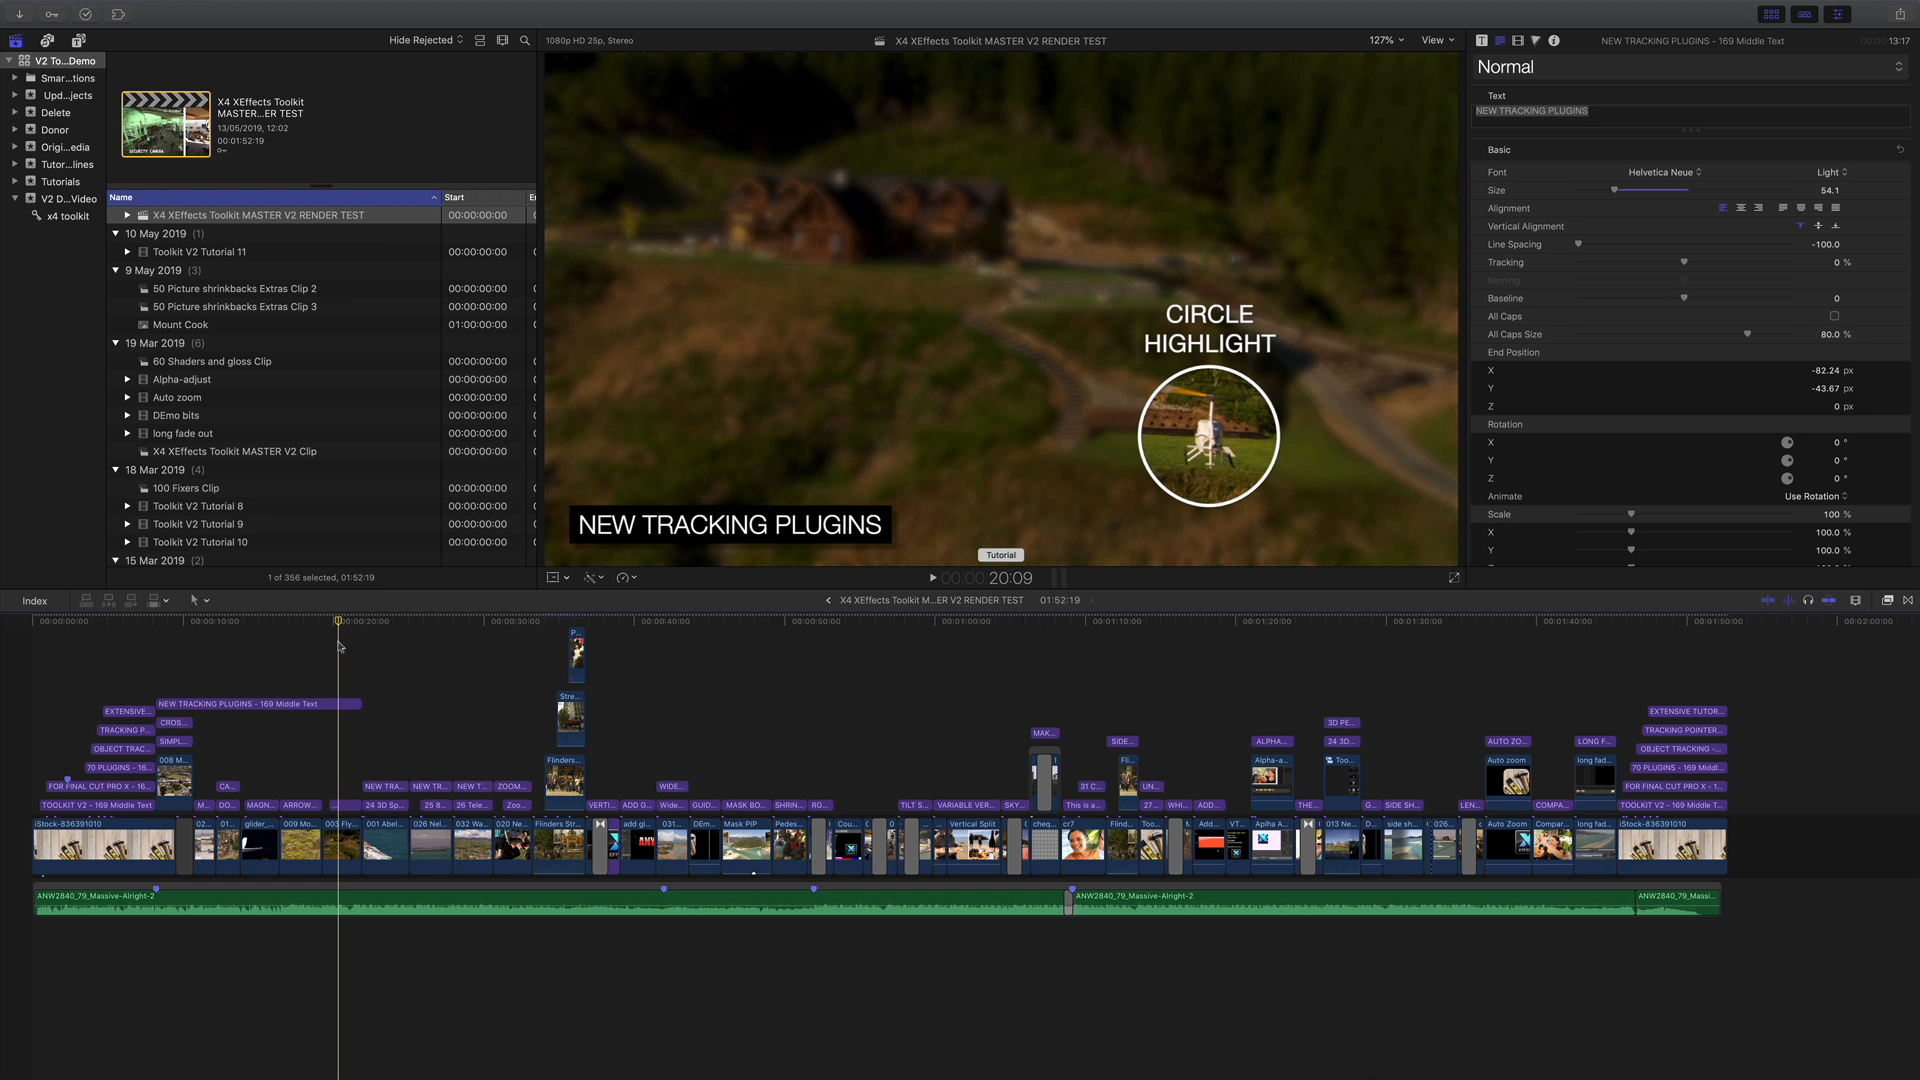 Hide Rejected
1080p HD 25p, Stereo
X4 XEffects Toolkit MASTER V2 RENDER TEST
127%
View
NEW TRACKING PLUGINS - 169 Middle Text
13:17
V2 To...Demo
Smar...tions
Upd...jects
Delete
Donor
Origi...edia
Tutor...lines
Tutorials
V2 D...Video
x4 toolkit
X4 XEffects Toolkit
MASTER...ER TEST
13/05/2019, 12:02
00:01:52:19
SECURITY CAMERA
Name
Start
X4 XEffects Toolkit MASTER V2 RENDER TEST 00:00:00:00
10 May 2019 (1)
Toolkit V2 Tutorial 11 00:00:00:00
9 May 2019 (3)
50 Picture shrinkbacks Extras Clip 2 00:00:00:00
50 Picture shrinkbacks Extras Clip 3 00:00:00:00
Mount Cook 01:00:00:00
19 Mar 2019 (6)
60 Shaders and gloss Clip 00:00:00:00
Alpha-adjust 00:00:00:00
Auto zoom 00:00:00:00
DEmo bits 00:00:00:00
long fade out 00:00:00:00
X4 XEffects Toolkit MASTER V2 Clip 00:00:00:00
18 Mar 2019 (4)
100 Fixers Clip 00:00:00:00
Toolkit V2 Tutorial 8 00:00:00:00
Toolkit V2 Tutorial 9 00:00:00:00
Toolkit V2 Tutorial 10 00:00:00:00
15 Mar 2019 (2)
1 of 356 selected, 01:52:19
CIRCLE
HIGHLIGHT
NEW TRACKING PLUGINS
Tutorial
00:00:20:09
Normal
Text
NEW TRACKING PLUGINS
Basic
Font Helvetica Neue Light
Size 54.1
Alignment
Vertical Alignment
Line Spacing -100.0
Tracking 0 %
Kerning
Baseline 0
All Caps
All Caps Size 80.0 %
End Position
X -82.24 px
Y -43.67 px
Z 0 px
Rotation
X 0 °
Y 0 °
Z 0 °
Animate Use Rotation
Scale 100 %
X 100.0 %
Y 100.0 %
Index
X4 XEffects Toolkit M...ER V2 RENDER TEST 01:52:19
00:00:00:00 00:00:10:00 00:00:20:00 00:00:30:00 00:00:40:00 00:00:50:00 00:01:00:00 00:01:10:00 00:01:20:00 00:01:30:00 00:01:40:00 00:01:50:00 00:02:00:00
P...
Stre...
NEW TRACKING PLUGINS - 169 Middle Text
EXTENSIVE... CROS... 3D PE... EXTENSIVE TUTOR...
TRACKING P... MAK... TRACKING POINTER...
OBJECT TRAC... SIMPL... SIDE... ALPHA... 24 3D... AUTO ZO... LONG F... OBJECT TRACKING -...
70 PLUGINS - 16... 008 M... Flinders... Fli... Alpha-a... Too... Auto zoom long fad... 70 PLUGINS - 169 Middl...
FOR FINAL CUT PRO X - 16... CA... NEW TRA... NEW TR... NEW T... ZOOM... WIDE... 31 C... UN... FOR FINAL CUT PRO X - 1...
TOOLKIT V2 - 169 Middle Text M... DO... MAGN... ARROW... ... 24 3D Sp... 25 8... 26 Tele... Zoo... VERTI... ADD G... Wide... GUID... MASK BO... SHRIN... RG... TILT S... VARIABLE VER... SKY... This is a... 27... WHI... ADD... THE... G... SIDE SH... LEN... COMPA... TOOLKIT V2 - 169 Middle T...
iStock-836391010 02... 01... glider_... 009 Mo... 003 Fly... 001 Abel... 026 Nel... 032 Wa... 020 Ne... Flinders Str... add gl... 031... DEm... Mask PIP Pedes... Cou... Vertical Split cheq... cr7 Flind... Too... Add... VT... Aplha A... 013 Ne... side sh... 026... Auto Zoom Compar... long fad... iStock-836391010
ANW2840_79_Massive-Alright-2 ANW2840_79_Massive-Alright-2 ANW2840_79_Massi...